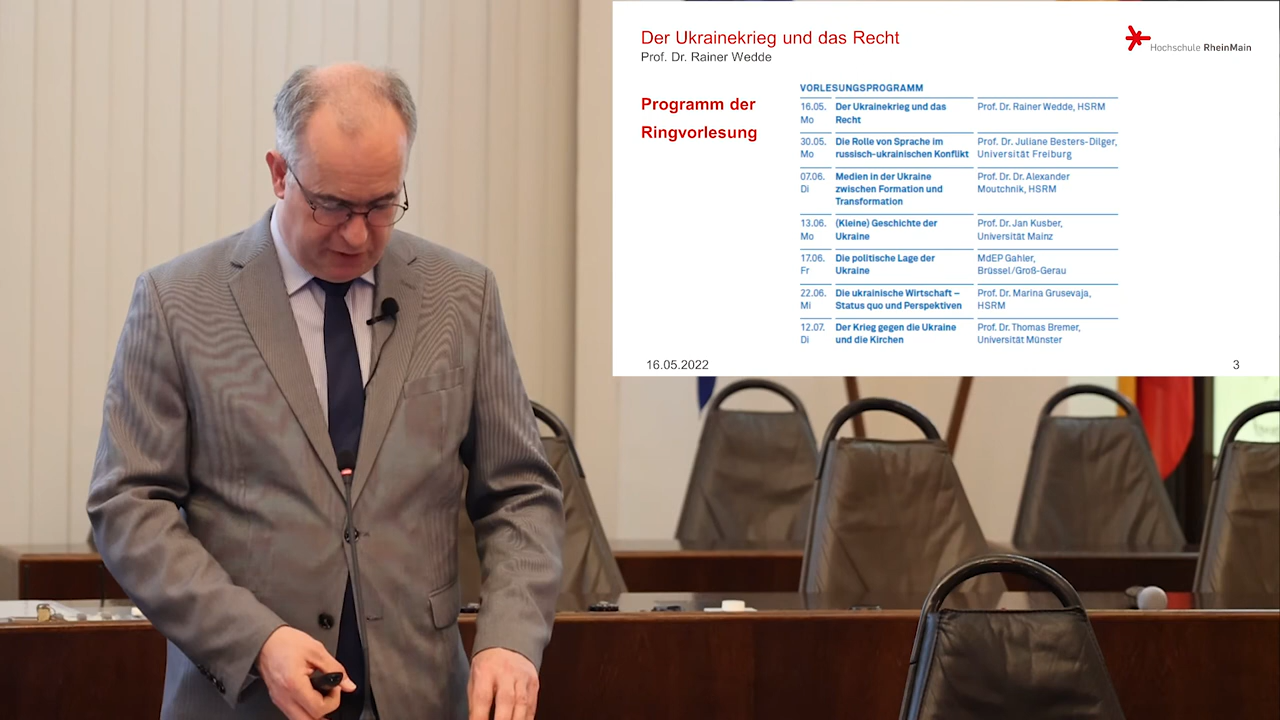 Der Ukrainekrieg und das Recht
Prof. Dr. Rainer Wedde
Hochschule RheinMain
Programm der
Ringvorlesung
VORLESUNGSPROGRAMM
16.05. Der Ukrainekrieg und das Prof. Dr. Rainer Wedde, HSRM
Mo Recht
30.05. Die Rolle von Sprache im Prof. Dr. Juliane Besters-Dilger,
Mo russisch-ukrainischen Konflikt Universität Freiburg
07.06. Medien in der Ukraine Prof. Dr. Dr. Alexander
Di zwischen Formation und Moutchnik, HSRM
Transformation
13.06. (Kleine) Geschichte der Prof. Dr. Jan Kusber,
Mo Ukraine Universität Mainz
17.06. Die politische Lage der MdEP Gahler,
Fr Ukraine Brüssel/Groß-Gerau
22.06. Die ukrainische Wirtschaft – Prof. Dr. Marina Grusevaja,
Mi Status quo und Perspektiven HSRM
12.07. Der Krieg gegen die Ukraine Prof. Dr. Thomas Bremer,
Di und die Kirchen Universität Münster
16.05.2022
3